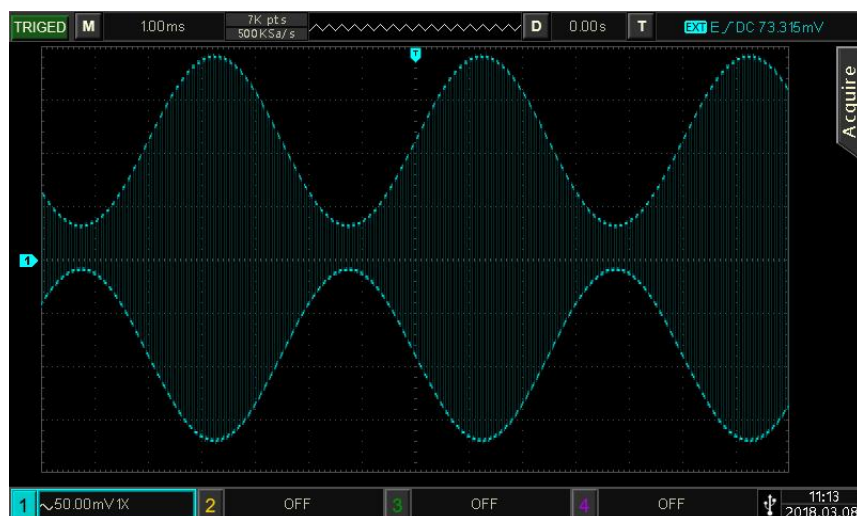 TRIGED M 1.00ms 7K pts D 0.00s T EXT E DC 73.315mV
500KSa/s
T
Acquire
1
1 50.00mV 1X 2 OFF 3 OFF 4 OFF 11:13
2018.03.08